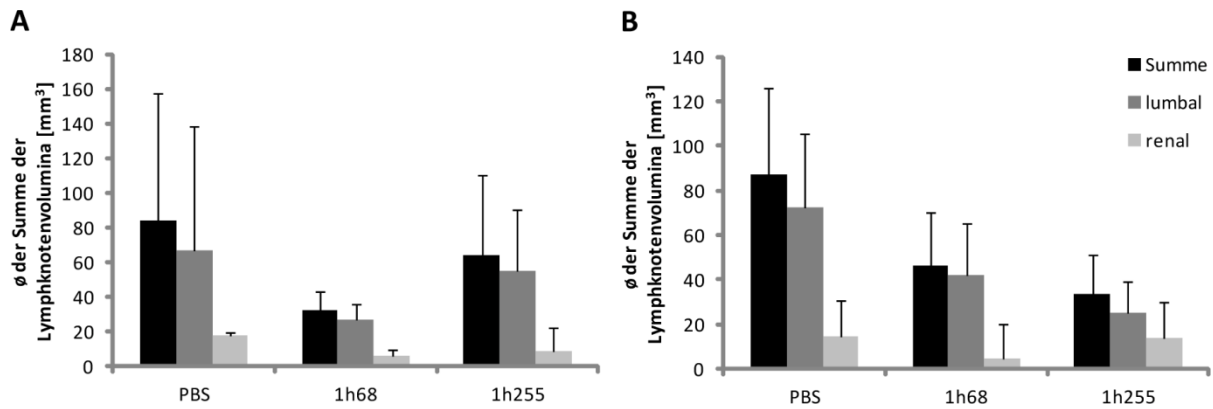 A
ø der Summe der
Lymphknotenvolumina [mm³]
180
160
140
120
100
80
60
40
20
0
PBS
1h68
1h255
B
ø der Summe der
Lymphknotenvolumina [mm³]
140
120
100
80
60
40
20
0
PBS
1h68
1h255
Summe
lumbal
renal